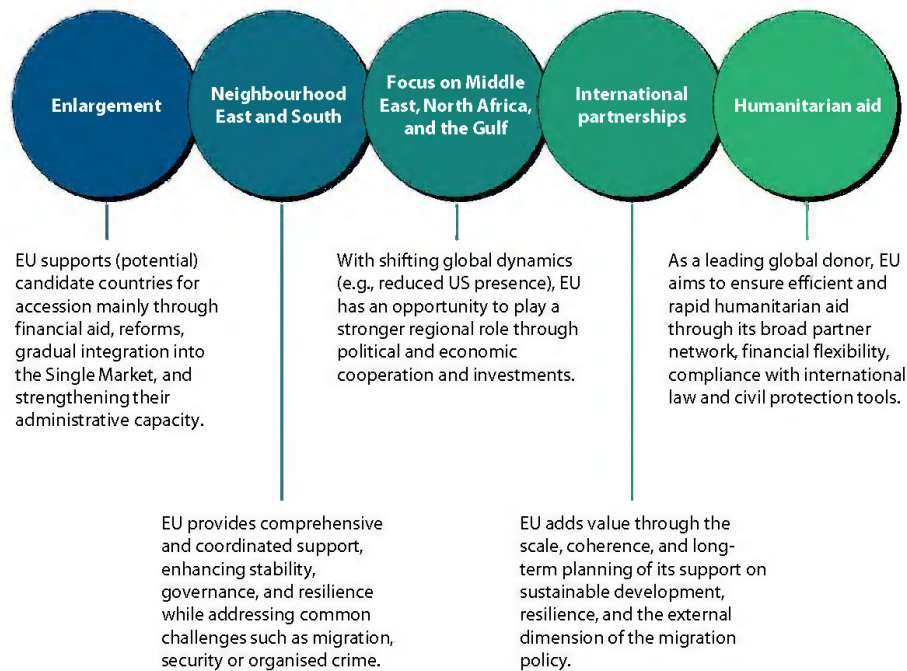 Enlargement
Neighbourhood
East and South
Focus on Middle
East, North Africa,
and the Gulf
International
partnerships
Humanitarian aid
EU supports (potential)
candidate countries for
accession mainly through
financial aid, reforms,
gradual integration into
the Single Market, and
strengthening their
administrative capacity.
With shifting global dynamics
(e.g., reduced US presence), EU
has an opportunity to play a
stronger regional role through
political and economic
cooperation and investments.
As a leading global donor, EU
aims to ensure efficient and
rapid humanitarian aid
through its broad partner
network, financial flexibility,
compliance with international
law and civil protection tools.
EU provides comprehensive
and coordinated support,
enhancing stability,
governance, and resilience
while addressing common
challenges such as migration,
security or organised crime.
EU adds value through the
scale, coherence, and long-
term planning of its support on
sustainable development,
resilience, and the external
dimension of the migration
policy.